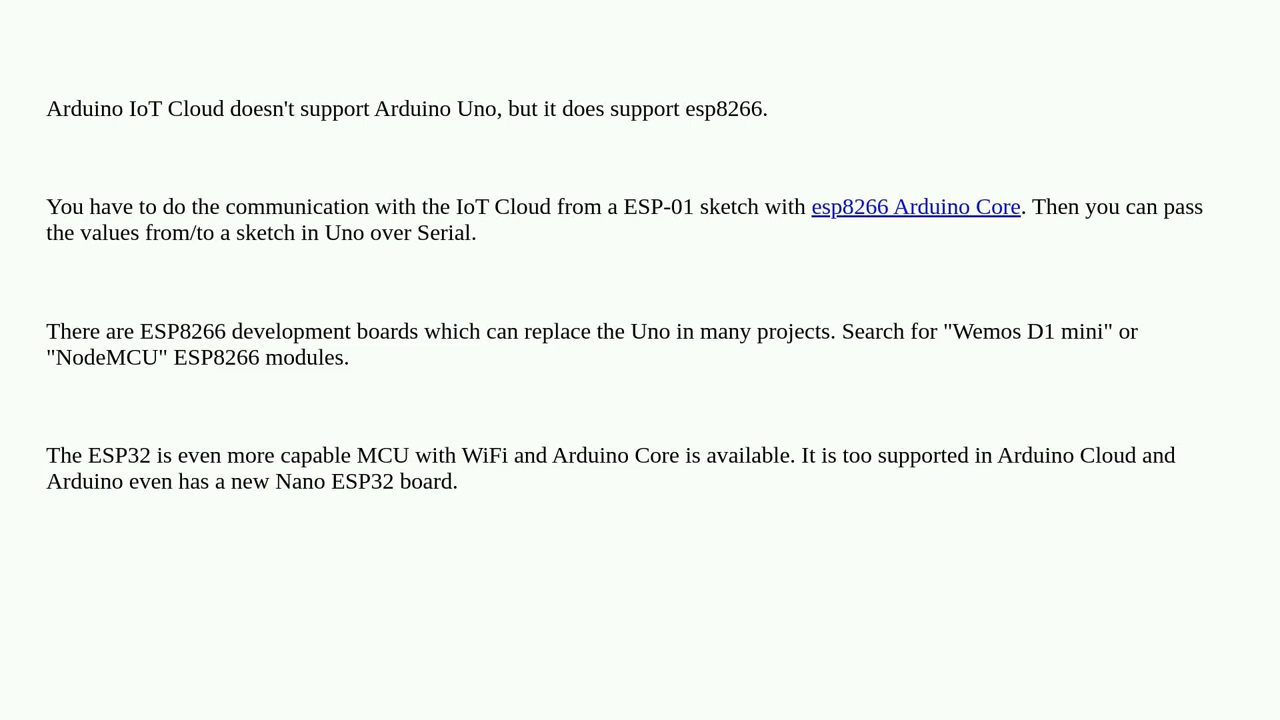 Arduino IoT Cloud doesn't support Arduino Uno, but it does support esp8266.
You have to do the communication with the IoT Cloud from a ESP-01 sketch with esp8266 Arduino Core. Then you can pass
the values from/to a sketch in Uno over Serial.
There are ESP8266 development boards which can replace the Uno in many projects. Search for "Wemos D1 mini" or
"NodeMCU" ESP8266 modules.
The ESP32 is even more capable MCU with WiFi and Arduino Core is available. It is too supported in Arduino Cloud and
Arduino even has a new Nano ESP32 board.